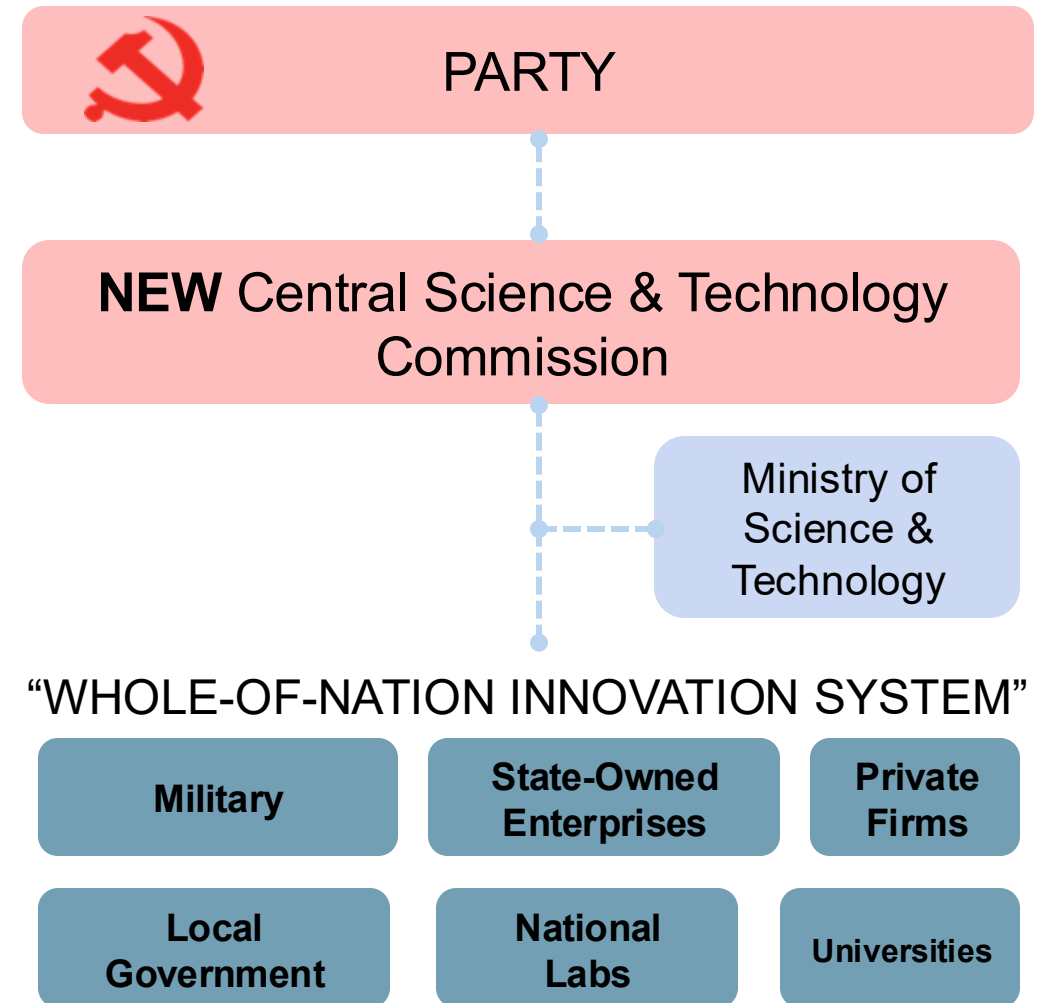 PARTY
NEW Central Science & Technology
Commission
Ministry of
Science &
Technology
“WHOLE-OF-NATION INNOVATION SYSTEM”
Military
State-Owned
Enterprises
Private
Firms
Local
Government
National
Labs
Universities